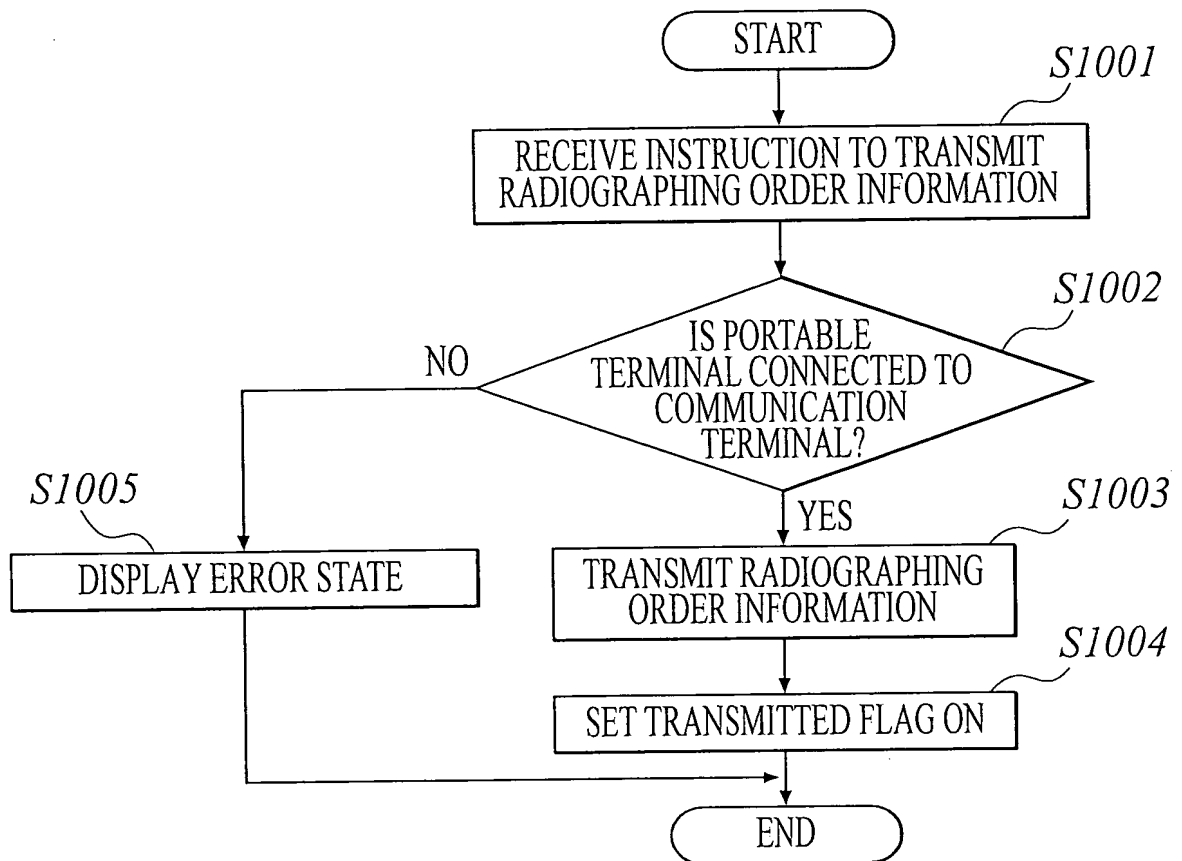 START
S1001
RECEIVE INSTRUCTION TO TRANSMIT
RADIOGRAPHING ORDER INFORMATION
S1002
IS PORTABLE
TERMINAL CONNECTED TO
COMMUNICATION
TERMINAL?
NO
YES
S1005
DISPLAY ERROR STATE
S1003
TRANSMIT RADIOGRAPHING
ORDER INFORMATION
S1004
SET TRANSMITTED FLAG ON
END